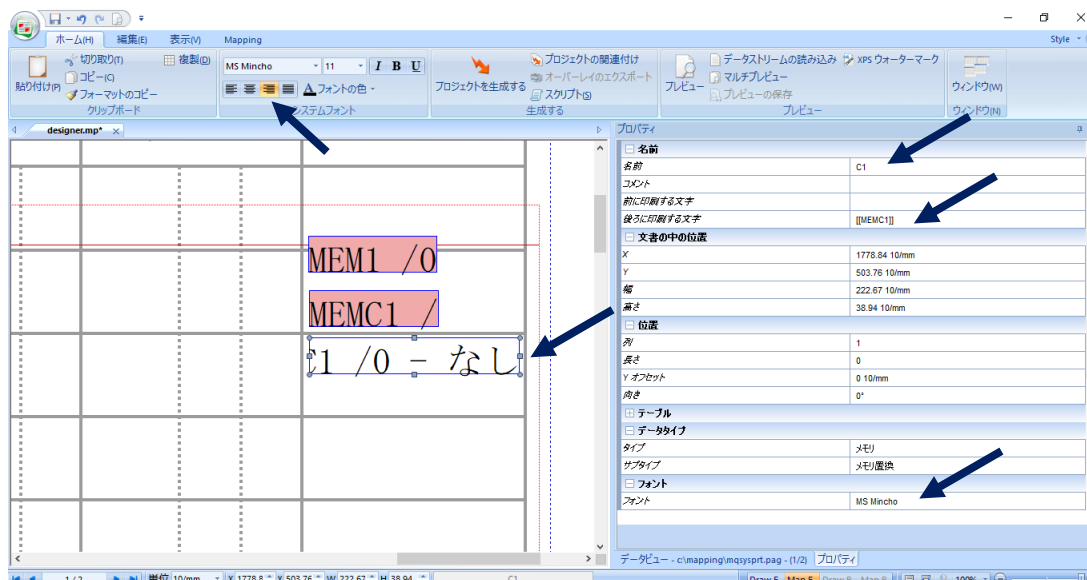 ホーム(H) 編集(E) 表示(V) Mapping Style
貼り付け(P)
切り取り(T)
コピー(C)
フォーマットのコピー
複製(D)
クリップボード
MS Mincho 11 I B U
フォントの色
システムフォント
プロジェクトを生成する
プロジェクトの関連付け
オーバーレイのエクスポート
スクリプト(S)
生成する
プレビュー
データストリームの読み込み XPS ウォーターマーク
マルチプレビュー
プレビューの保存
プレビュー
ウィンドウ(W)
ウィンドウ(N)
designer.mp*
MEM1 /0
MEMC1 /
C1 /0 - なし
プロパティ
名前
名前 C1
コメント
前に印刷する文字
後ろに印刷する文字 [[MEMC1]]
文書の中の位置
X 1778.84 10/mm
Y 503.76 10/mm
幅 222.67 10/mm
高さ 38.94 10/mm
位置
列 1
長さ 0
Y オフセット 0 10/mm
向き 0°
テーブル
データタイプ
タイプ メモリ
サブタイプ メモリ置換
フォント
フォント MS Mincho
データビュー - c:\mapping\mqsysprt.pag - (1/2) プロパティ
1/2 単位 10/mm X 1778.8 Y 503.76 W 222.67 H 38.94 C1 Draw F Map F Draw B Map B 100%